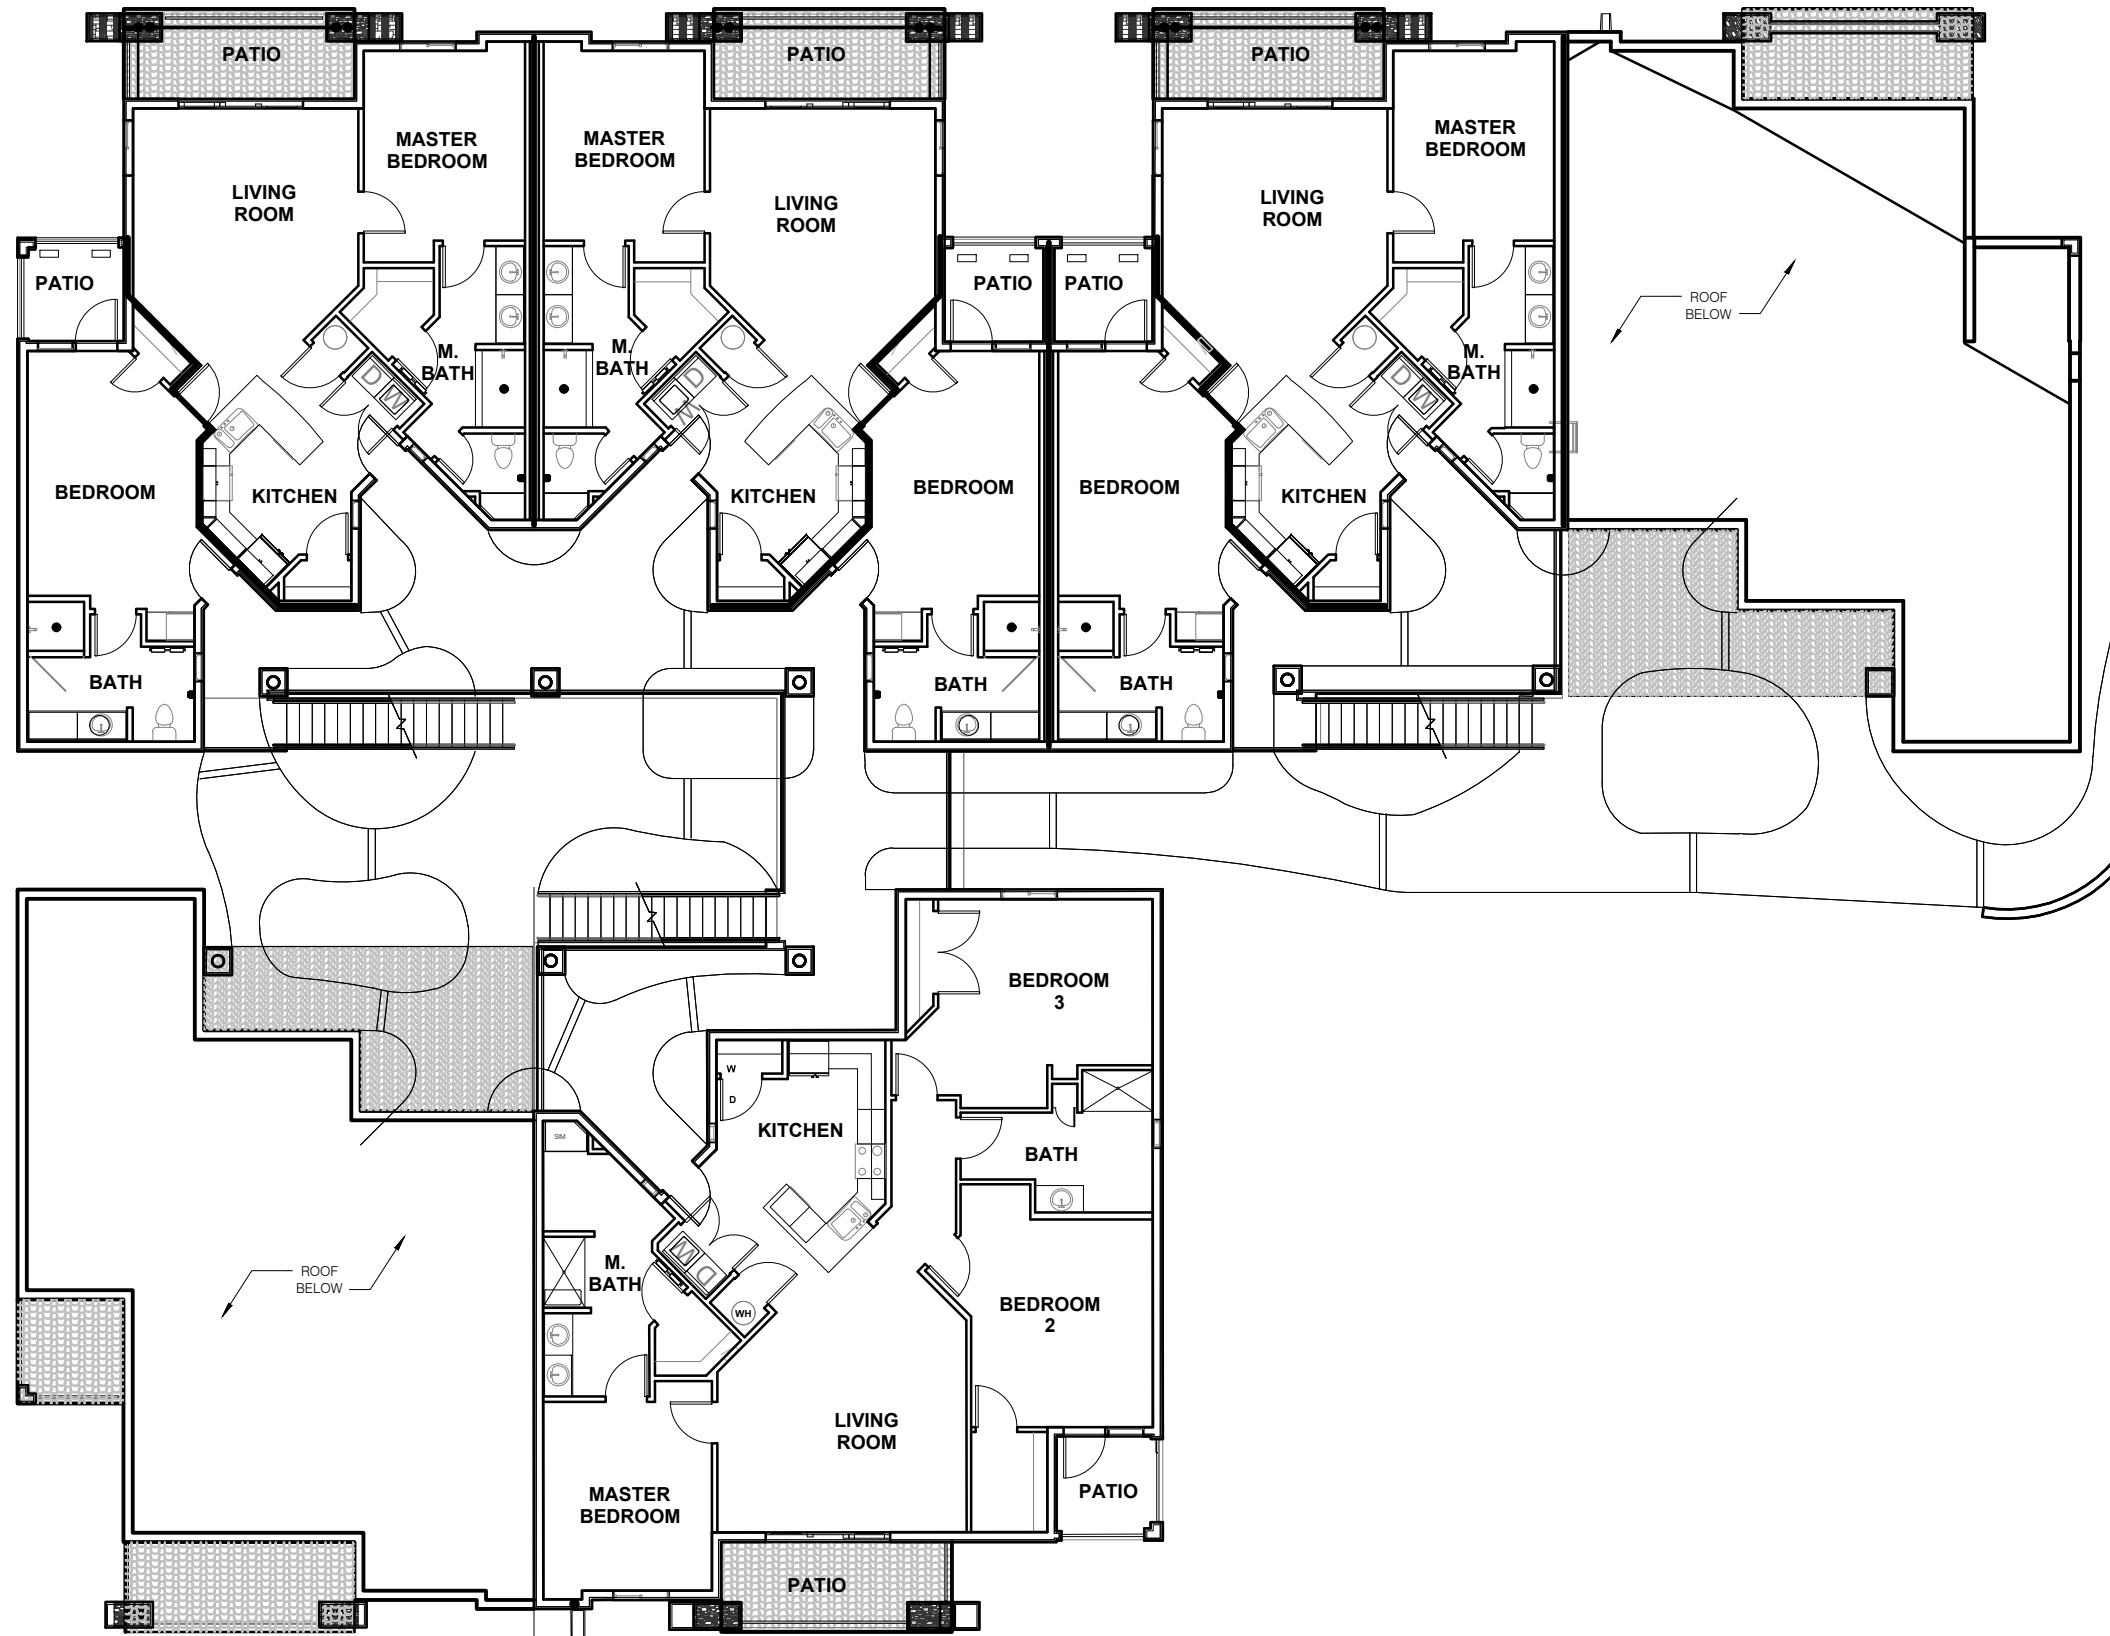 PATIO
PATIO
PATIO
MASTER
BEDROOM
MASTER
BEDROOM
MASTER
BEDROOM
LIVING
ROOM
LIVING
ROOM
LIVING
ROOM
PATIO
PATIO
PATIO
ROOF
BELOW
M.
BATH
M.
BATH
M.
BATH
D
W
D
W
D
W
BEDROOM
KITCHEN
KITCHEN
BEDROOM
BEDROOM
KITCHEN
BATH
BATH
BATH
BEDROOM
3
W
D
KITCHEN
SIM
BATH
ROOF
BELOW
M.
BATH
W
D
WH
BEDROOM
2
LIVING
ROOM
MASTER
BEDROOM
PATIO
PATIO